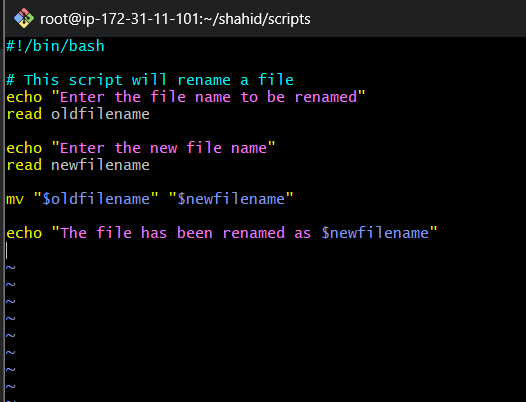 root@ip-172-31-11-101:~/shahid/scripts
#!/bin/bash
# This script will rename a file
echo "Enter the file name to be renamed"
read oldfilename
echo "Enter the new file name"
read newfilename
mv "$oldfilename" "$newfilename"
echo "The file has been renamed as $newfilename"
~
~
~
~
~
~
~
~